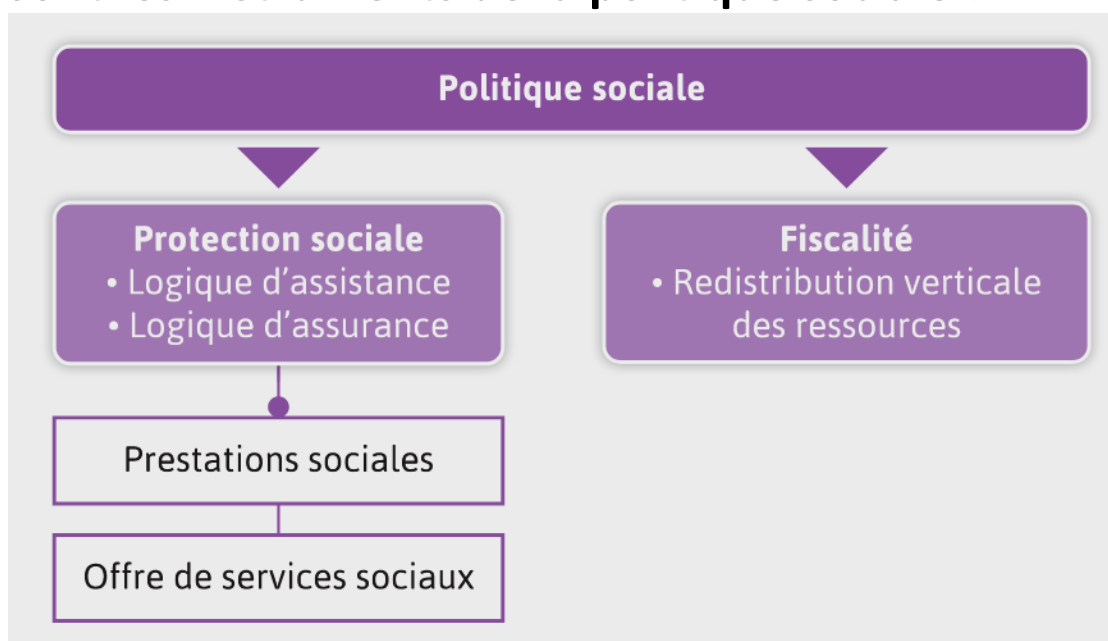 Politique sociale
Protection sociale
• Logique d'assistance
• Logique d'assurance
Fiscalité
• Redistribution verticale
des ressources
Prestations sociales
Offre de services sociaux